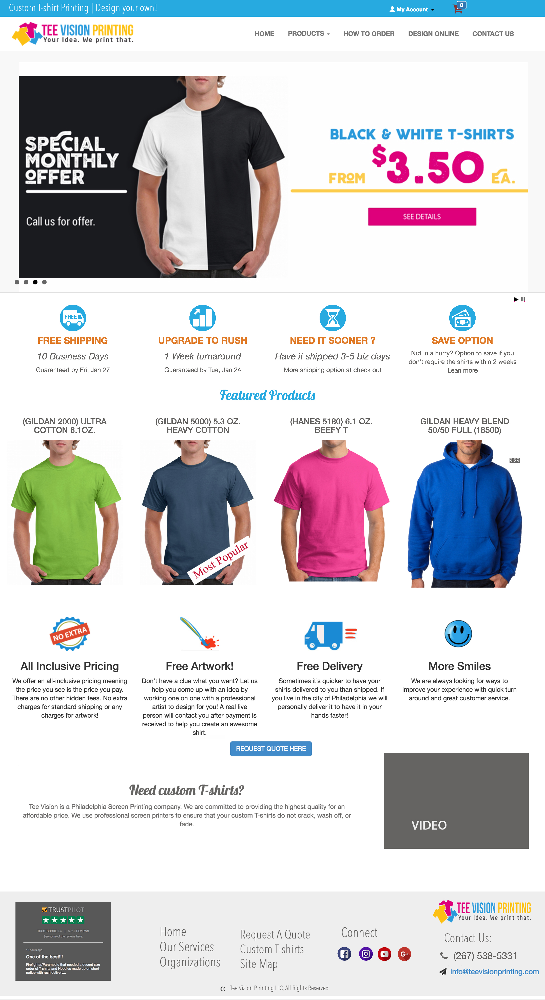 Custom T-shirt Printing | Design your own!
My Account
0
TEE VISION PRINTING
Your Idea. We print that.
HOME
PRODUCTS
HOW TO ORDER
DESIGN ONLINE
CONTACT US
SPECIAL
MONTHLY
OFFER
Call us for offer.
BLACK & WHITE T-SHIRTS
FROM $3.50 EA.
SEE DETAILS
FREE
FREE SHIPPING
10 Business Days
Guaranteed by Fri, Jan 27
UPGRADE TO RUSH
1 Week turnaround
Guaranteed by Tue, Jan 24
NEED IT SOONER ?
Have it shipped 3-5 biz days
More shipping option at check out
SAVE OPTION
Not in a hurry? Option to save if you
don't require the shirts within 2 weeks
Lean more
Featured Products
(GILDAN 2000) ULTRA
COTTON 6.1OZ.
(GILDAN 5000) 5.3 OZ.
HEAVY COTTON
(HANES 5180) 6.1 OZ.
BEEFY T
GILDAN HEAVY BLEND
50/50 FULL (18500)
Most Popular
NO EXTRA
All Inclusive Pricing
We offer an all-inclusive pricing meaning
the price you see is the price you pay.
There are no other hidden fees. No extra
charges for standard shipping or any
charges for artwork!
Free Artwork!
Don't have a clue what you want? Let us
help you come up with an idea by
working one on one with a professional
artist to design for you! A real live
person will contact you after payment is
received to help you create an awesome
shirt.
Free Delivery
Sometimes it's quicker to have your
shirts delivered to you than shipped. If
you live in the city of Philadelphia we will
personally deliver it to have it in your
hands faster!
More Smiles
We are always looking for ways to
improve your experience with quick turn
around and great customer service.
REQUEST QUOTE HERE
Need custom T-shirts?
Tee Vision is a Philadelphia Screen Printing company. We are committed to providing the highest quality for an
affordable price. We use professional screen printers to ensure that your custom T-shirts do not crack, wash off, or
fade.
VIDEO
TRUSTPILOT
TRUSTSCORE 9.4 | 5,519 REVIEWS
See some of the reviews here.
18 hours ago
One of the best!!!
Firefighter/Paramedic that needed a decent size
order of T shirts and Hoodies made up on short
notice with rush delivery...
Home
Our Services
Organizations
Request A Quote
Custom T-shirts
Site Map
Connect
G+
TEE VISION PRINTING
Your Idea. We print that.
Contact Us:
(267) 538-5331
info@teevisionprinting.com
© Tee Vision P rinting LLC, All Rights Reserved